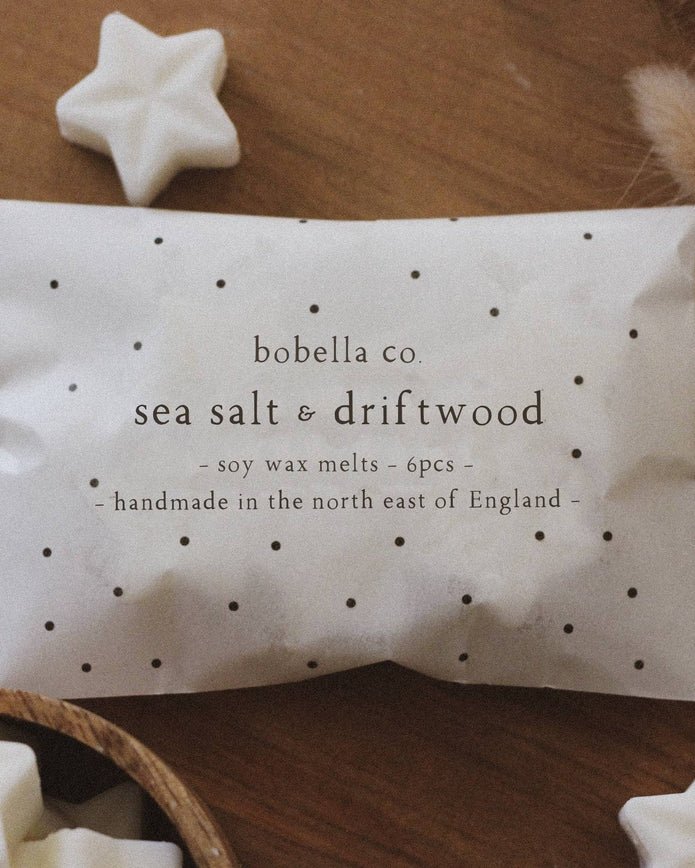 bobella co.
sea salt & driftwood
- soy wax melts - 6pcs -
- handmade in the north east of England -